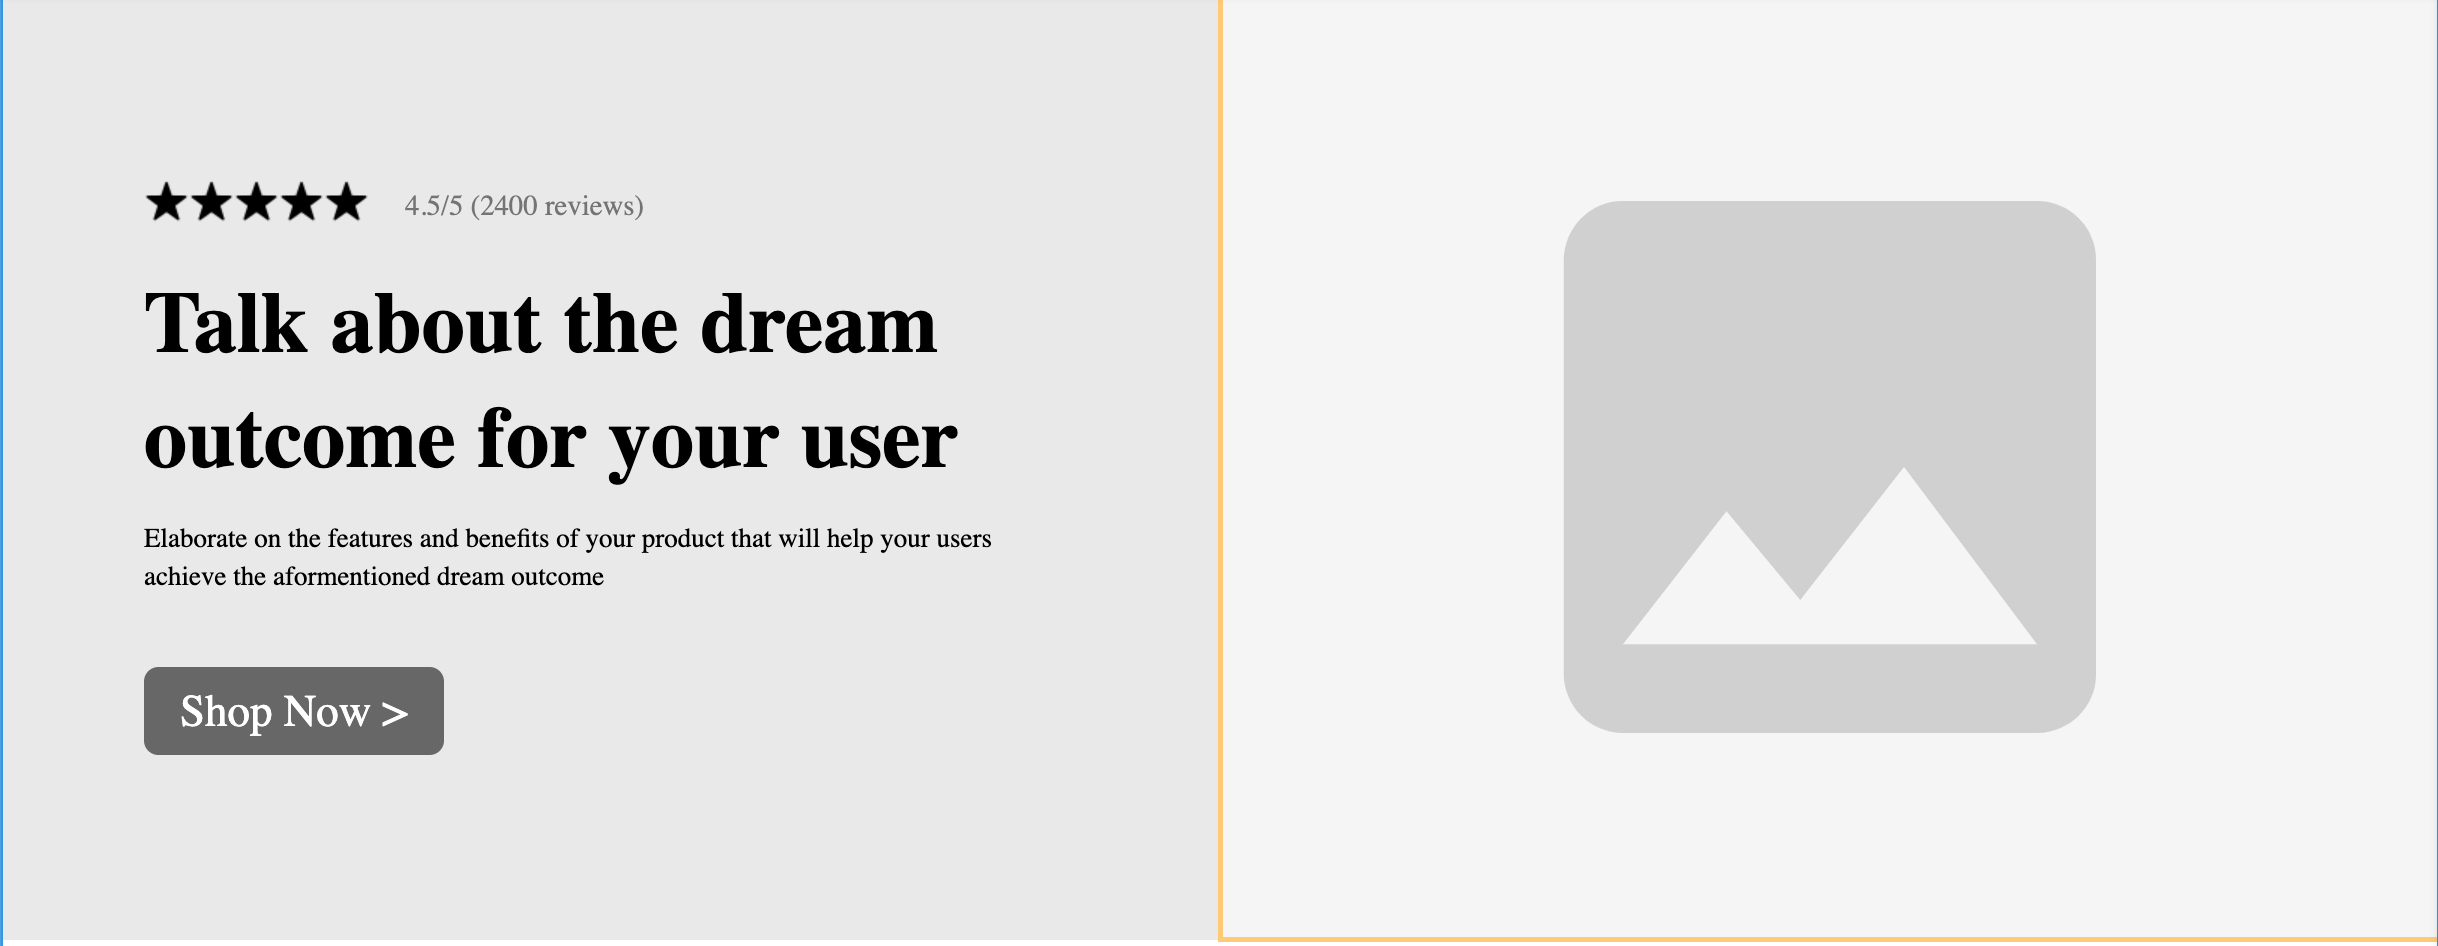 ★★★★★ 4.5/5 (2400 reviews)
Talk about the dream
outcome for your user
Elaborate on the features and benefits of your product that will help your users
achieve the aformentioned dream outcome
Shop Now >